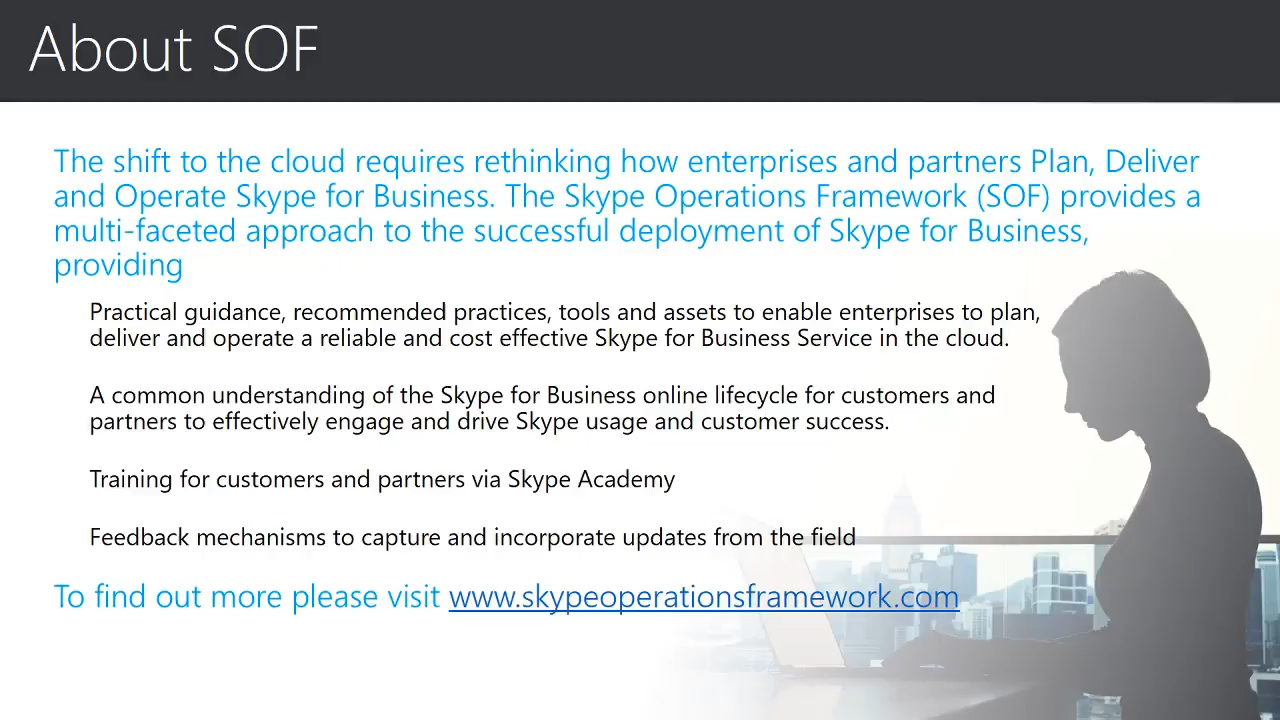 About SOF
The shift to the cloud requires rethinking how enterprises and partners Plan, Deliver
and Operate Skype for Business. The Skype Operations Framework (SOF) provides a
multi-faceted approach to the successful deployment of Skype for Business,
providing
Practical guidance, recommended practices, tools and assets to enable enterprises to plan,
deliver and operate a reliable and cost effective Skype for Business Service in the cloud.
A common understanding of the Skype for Business online lifecycle for customers and
partners to effectively engage and drive Skype usage and customer success.
Training for customers and partners via Skype Academy
Feedback mechanisms to capture and incorporate updates from the field
To find out more please visit www.skypeoperationsframework.com